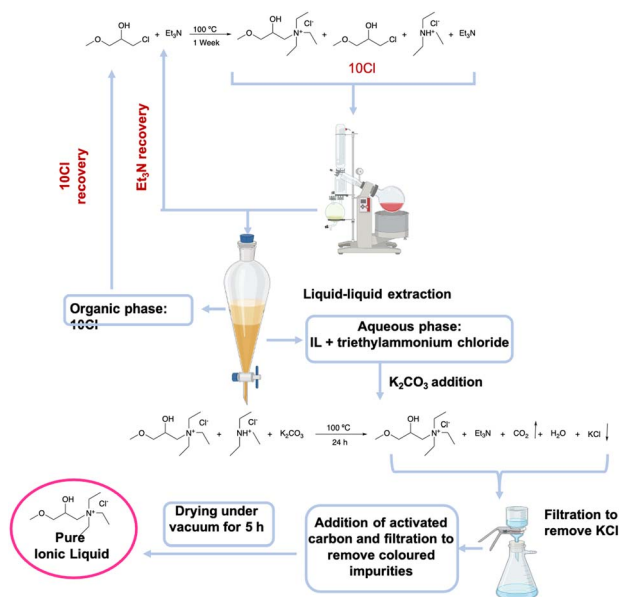 OH
O
Cl
+
Et₃N
100 ºC
1 Week
OH
Cl⁻
O
N⁺
+
OH
O
Cl
+
Cl⁻
NH⁺
+
Et₃N
10Cl
10Cl
recovery
Et₃N recovery
Liquid-liquid extraction
Organic phase:
10Cl
Aqueous phase:
IL + triethylammonium chloride
K₂CO₃ addition
OH
Cl⁻
O
N⁺
+
Cl⁻
NH⁺
+
K₂CO₃
100 ºC
24 h
OH
Cl⁻
O
N⁺
+
Et₃N
+
CO₂
+
H₂O
+
KCl
Filtration to
remove KCl
Addition of activated
carbon and filtration to
remove coloured
impurities
Drying under
vacuum for 5 h
OH
Cl⁻
O
N⁺
Pure
Ionic Liquid